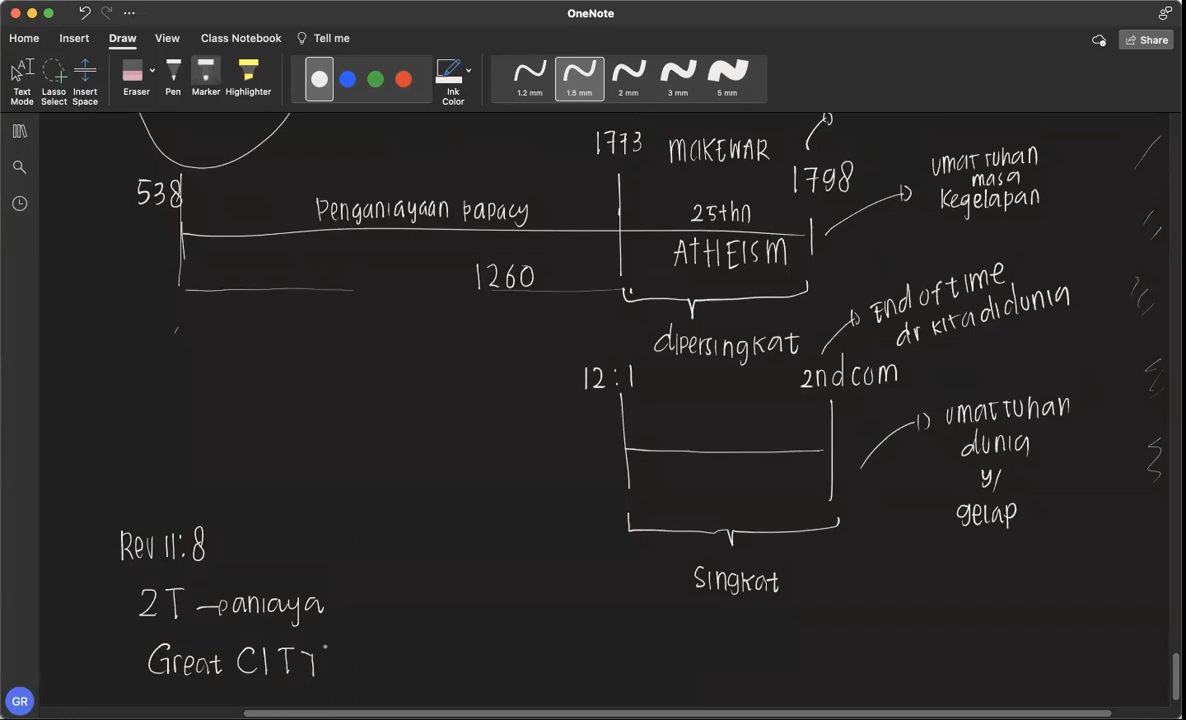 OneNote
Home
Insert
Draw
View
Class Notebook
Tell me
Share
Text
Mode
Lasso
Select
Insert
Space
Eraser
Pen
Marker
Highlighter
Ink
Color
1.2 mm
1.5 mm
2 mm
3 mm
5 mm
1773
MCKEWAR
1798
umat tuhan
masa
kegelapan
538
Penganiayaan papacy
25thn
ATHEISM
1260
End of time
dr kita didunia
dipersingkat
12:1
2nd com
umat tuhan
dunia
y/
gelap
singkat
Rev 11:8
2T → aniaya
Great CITY
GR